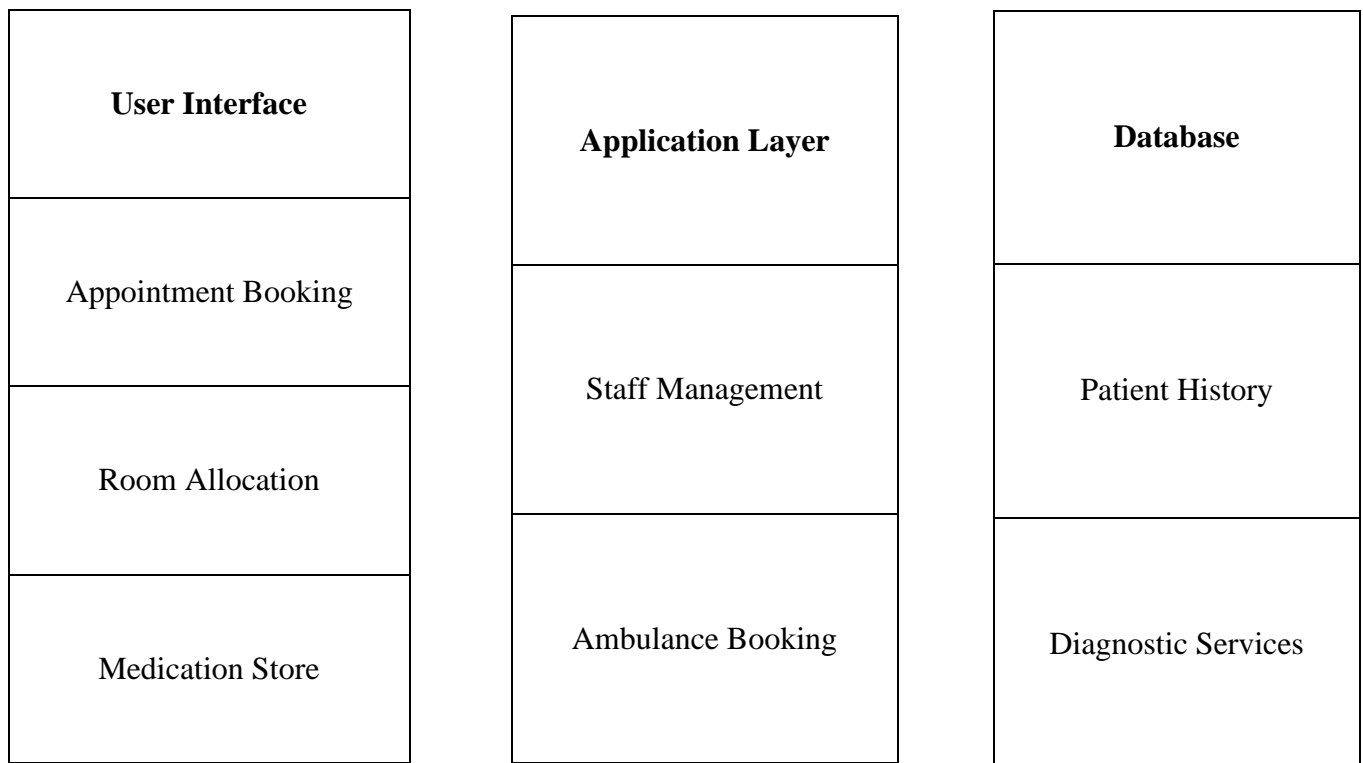 User Interface
Appointment Booking
Room Allocation
Medication Store
Application Layer
Staff Management
Ambulance Booking
Database
Patient History
Diagnostic Services